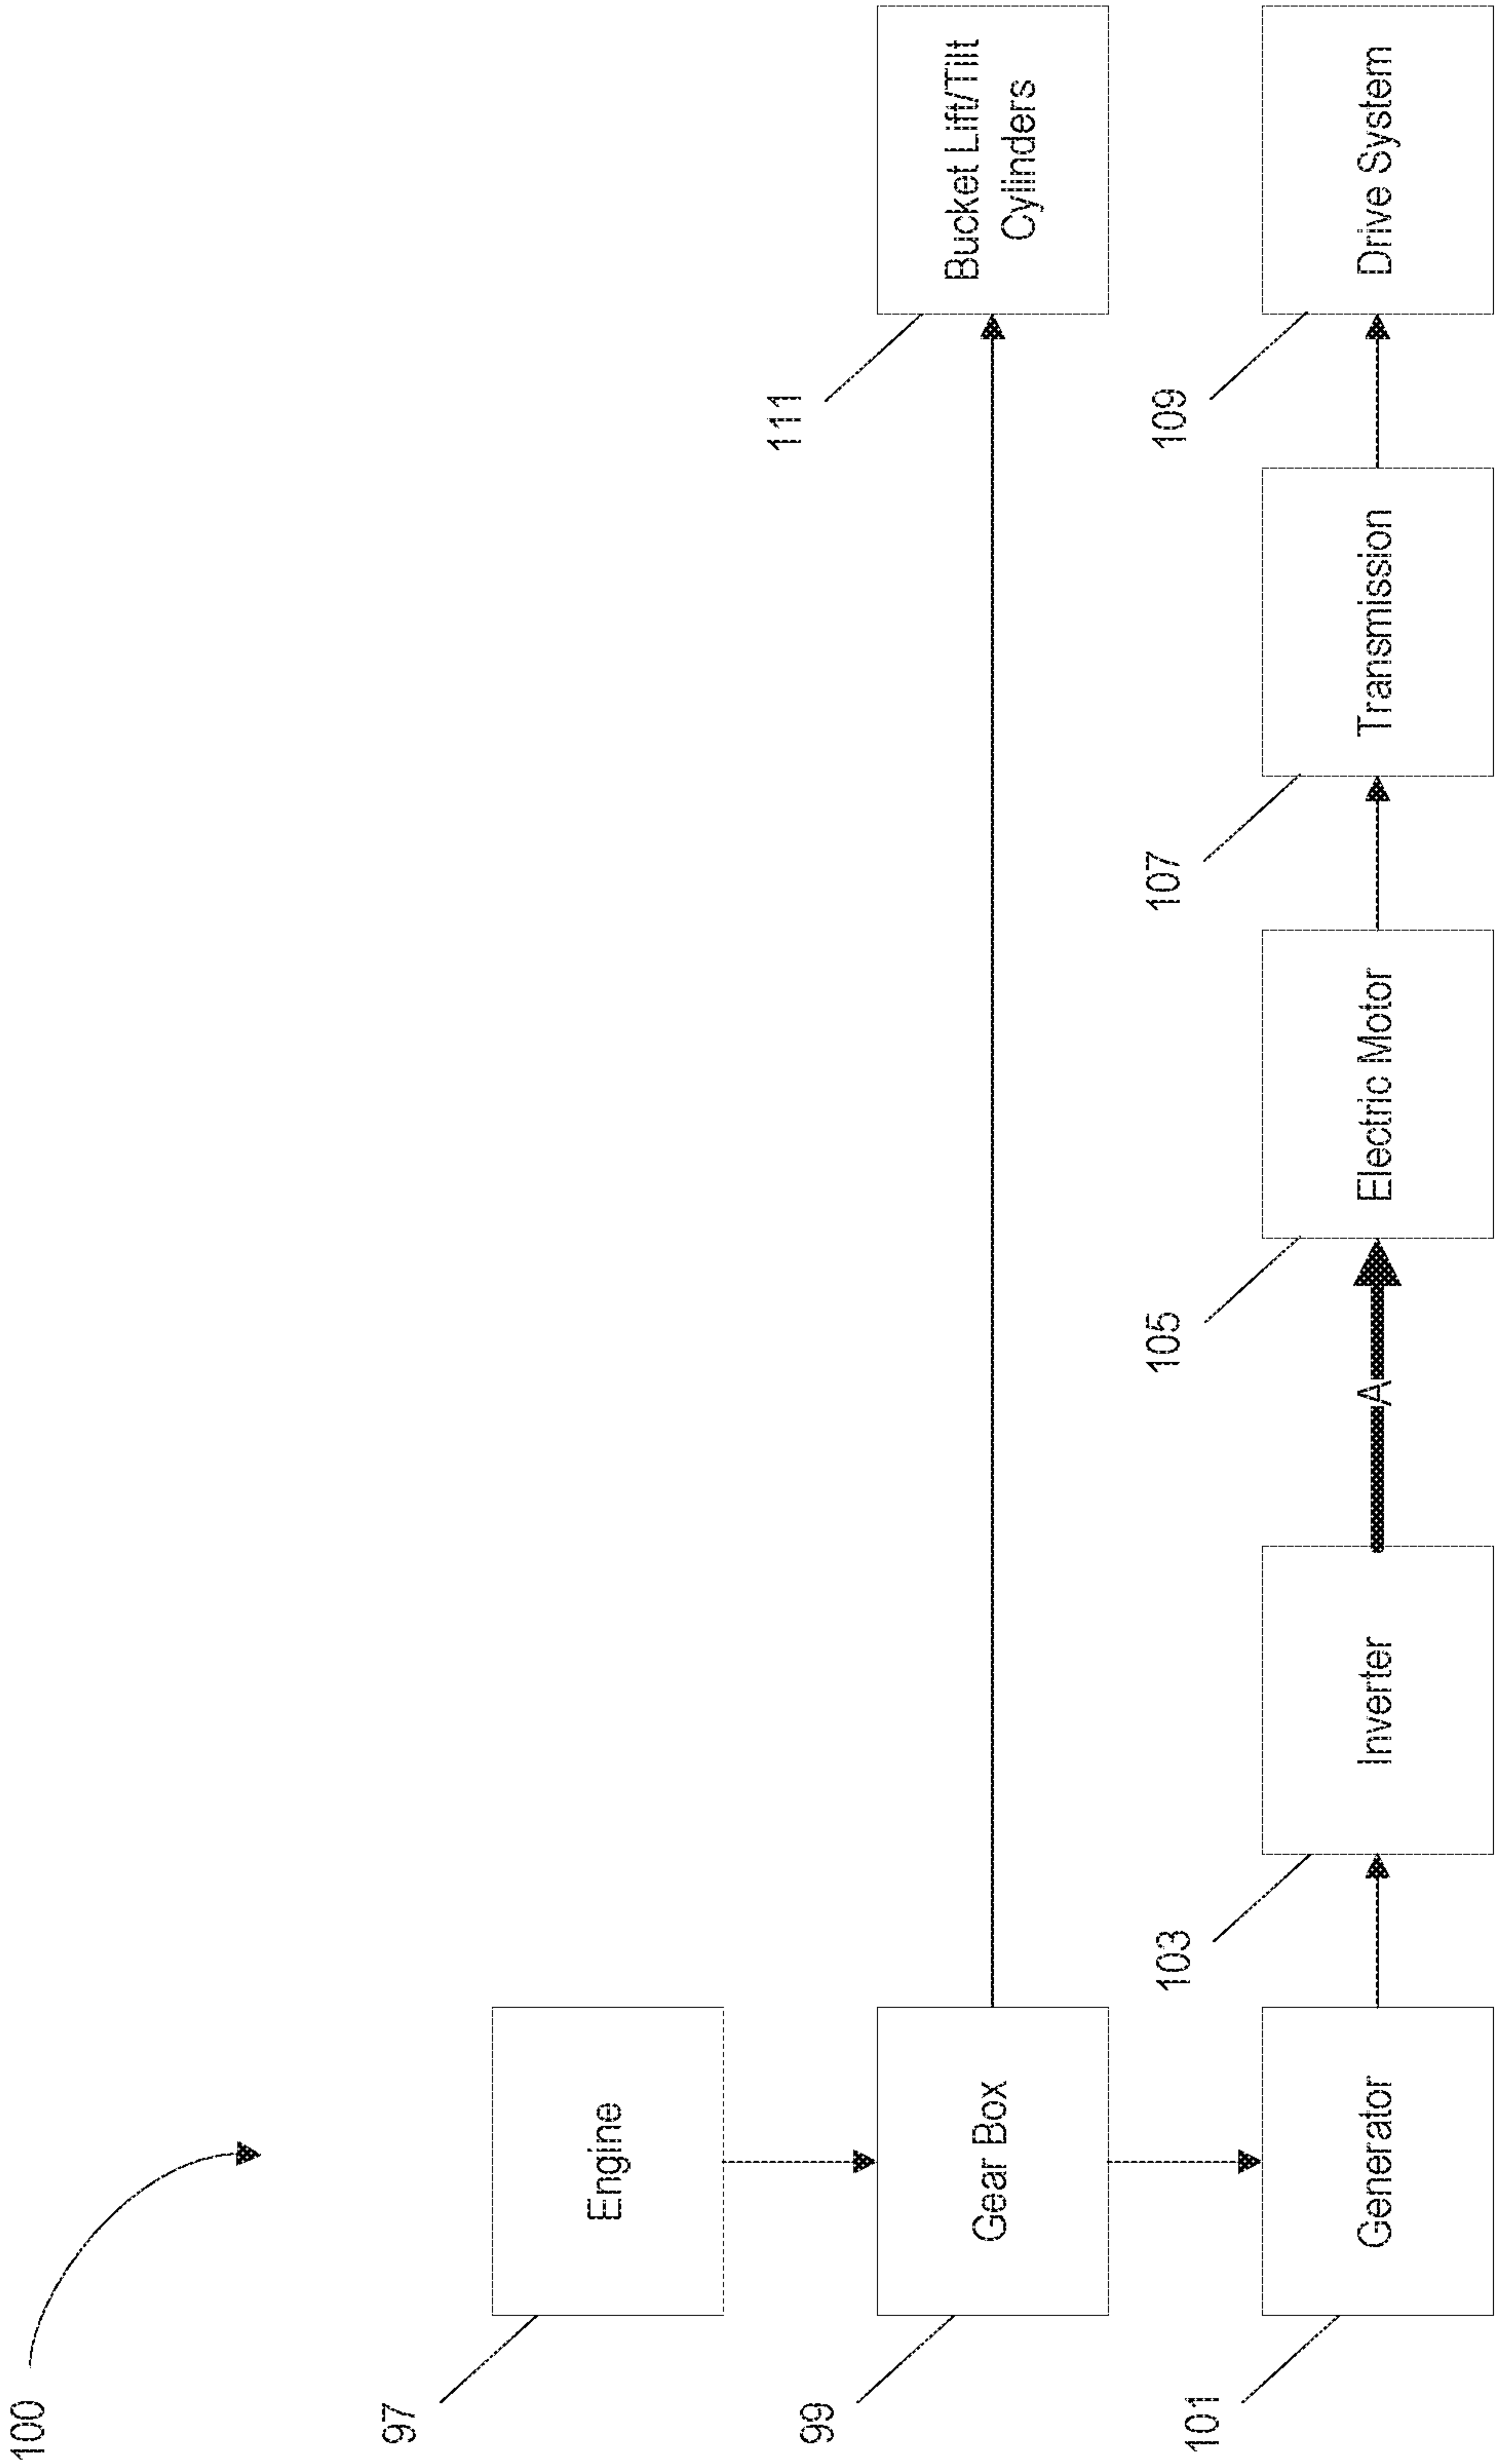 100
97
Engine
99
Gear Box
111
Bucket Lift/Tilt
Cylinders
101
Generator
103
Inverter
A
105
Electric Motor
107
Transmission
109
Drive System